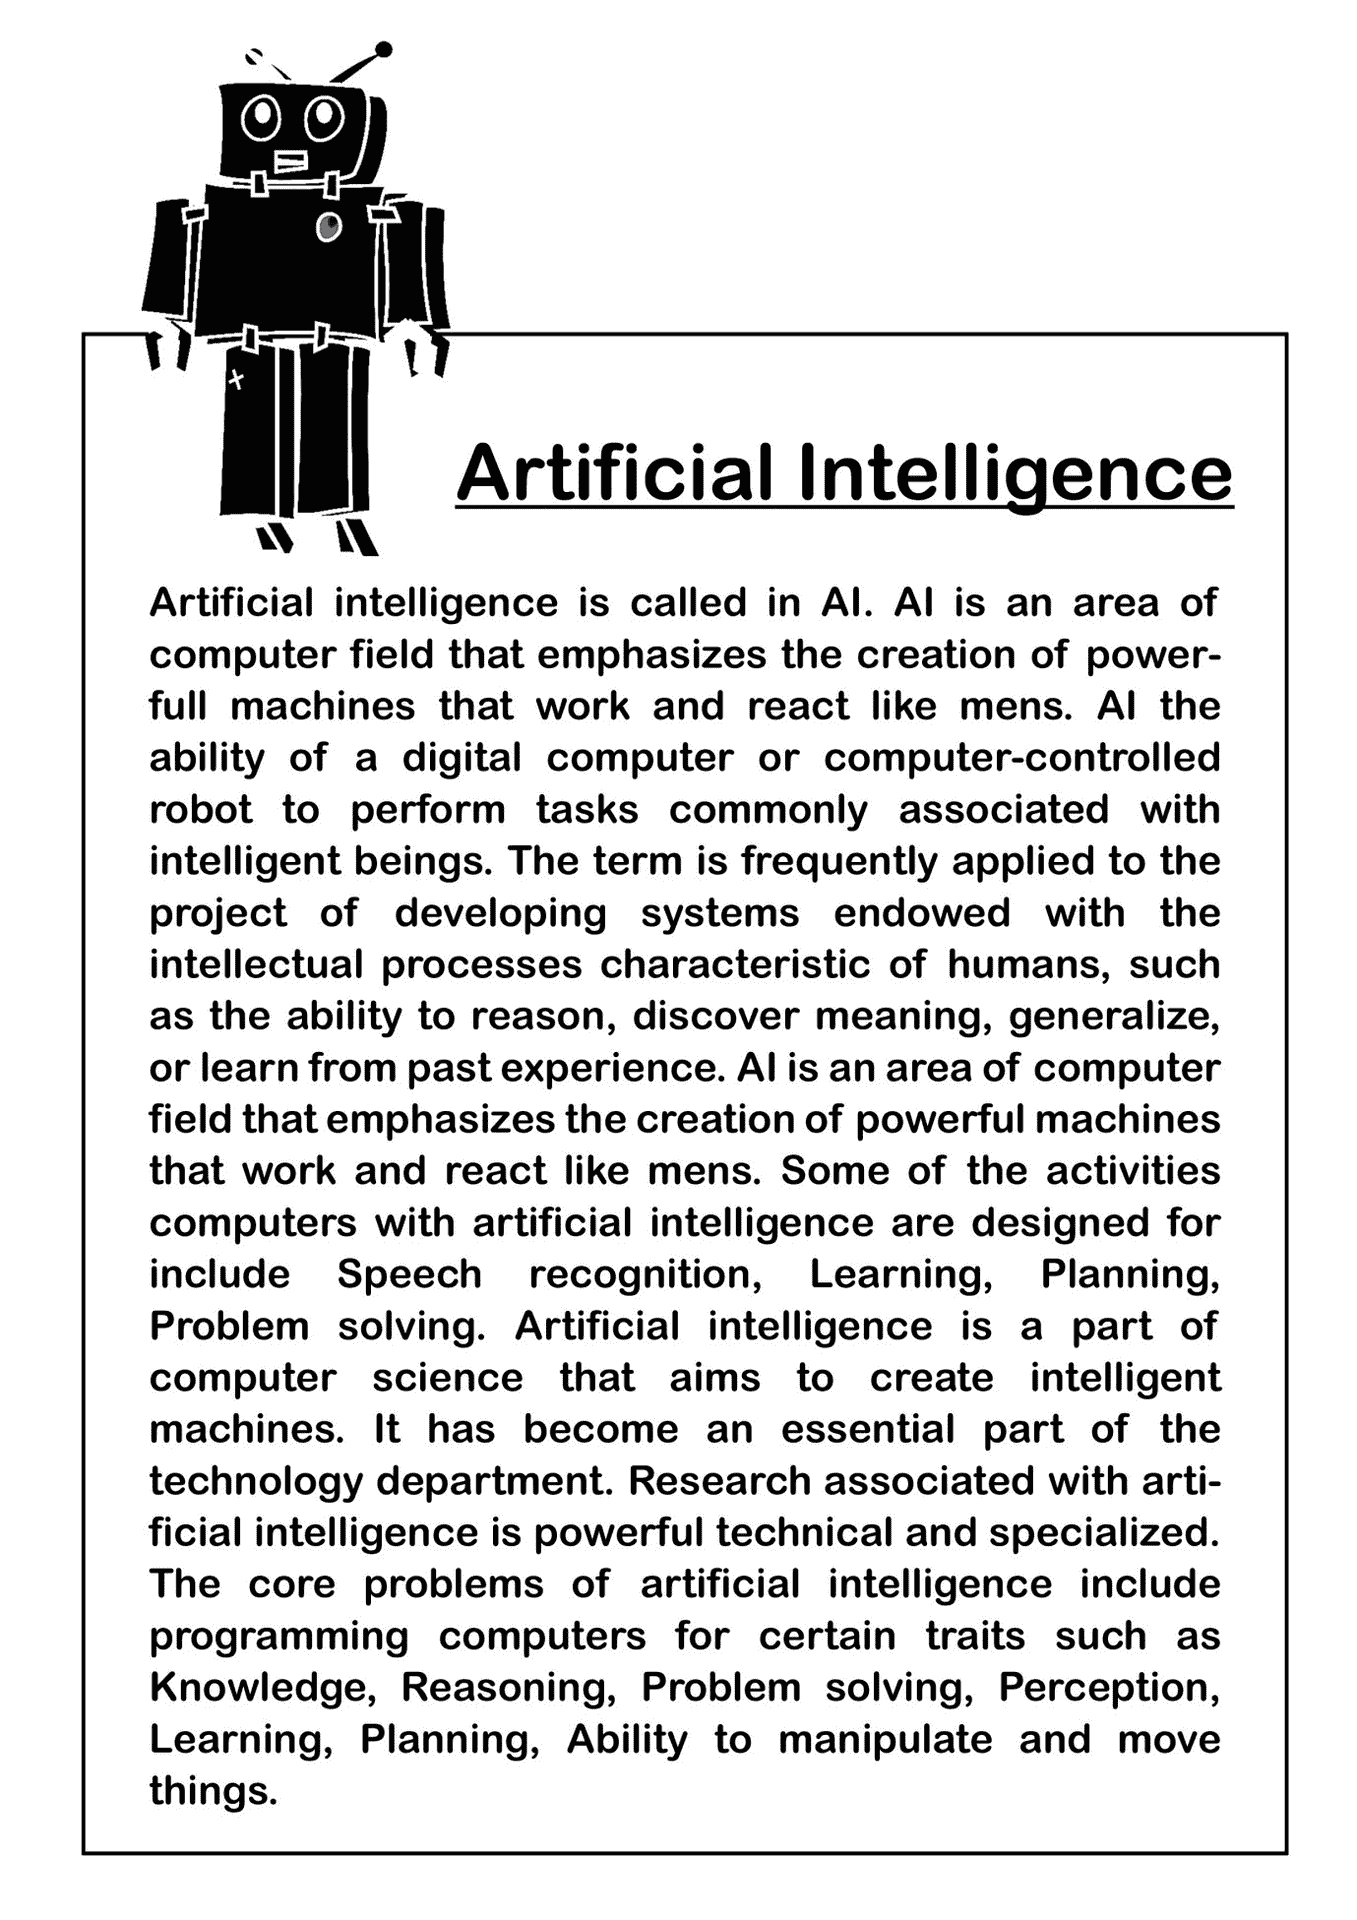 Artificial Intelligence
Artificial intelligence is called in AI. AI is an area of
computer field that emphasizes the creation of power-
full machines that work and react like mens. AI the
ability of a digital computer or computer-controlled
robot to perform tasks commonly associated with
intelligent beings. The term is frequently applied to the
project of developing systems endowed with the
intellectual processes characteristic of humans, such
as the ability to reason, discover meaning, generalize,
or learn from past experience. AI is an area of computer
field that emphasizes the creation of powerful machines
that work and react like mens. Some of the activities
computers with artificial intelligence are designed for
include Speech recognition, Learning, Planning,
Problem solving. Artificial intelligence is a part of
computer science that aims to create intelligent
machines. It has become an essential part of the
technology department. Research associated with arti-
ficial intelligence is powerful technical and specialized.
The core problems of artificial intelligence include
programming computers for certain traits such as
Knowledge, Reasoning, Problem solving, Perception,
Learning, Planning, Ability to manipulate and move
things.